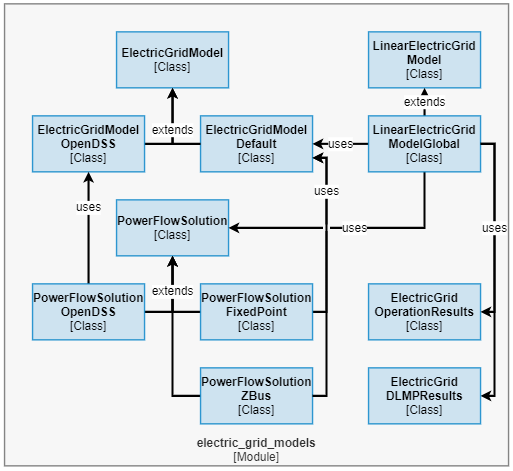 ElectricGridModel
[Class]
LinearElectricGrid
Model
[Class]
extends
extends
ElectricGridModel
OpenDSS
[Class]
ElectricGridModel
Default
[Class]
uses
LinearElectricGrid
ModelGlobal
[Class]
uses
uses
PowerFlowSolution
[Class]
uses
uses
extends
PowerFlowSolution
OpenDSS
[Class]
PowerFlowSolution
FixedPoint
[Class]
ElectricGrid
OperationResults
[Class]
PowerFlowSolution
ZBus
[Class]
ElectricGrid
DLMPResults
[Class]
electric_grid_models
[Module]